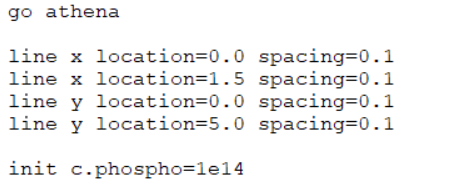 go athena
line x location=0.0 spacing=0.1
line x location=1.5 spacing=0.1
line y location=0.0 spacing=0.1
line y location=5.0 spacing=0.1
init c.phospho=1e14